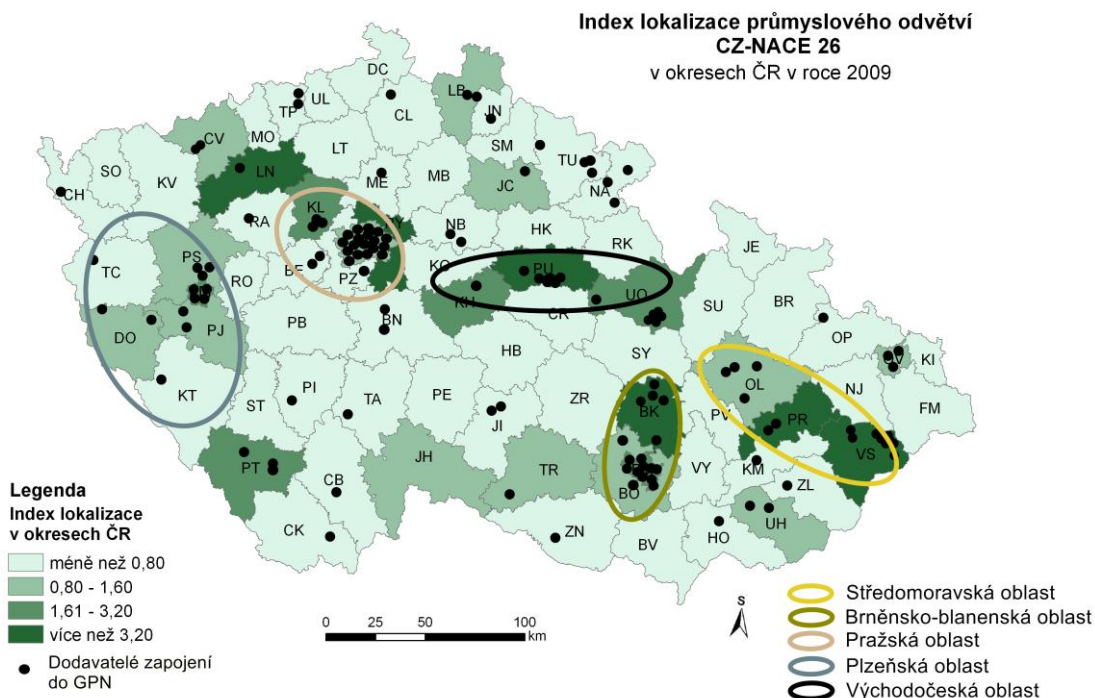 Index lokalizace průmyslového odvětví
CZ-NACE 26
v okresech ČR v roce 2009
DC
LB
UL
TP
JN
CL
CV
MO
LT
SM
TU
SO
KV
LN
ME
MB
JC
NA
CH
KL
RA
NB
HK
RK
JE
PS
BE
PZ
KO
PU
TC
RO
KH
CR
UO
SU
BR
DO
PJ
PB
BN
OP
HB
SY
KI
KT
PI
TA
PE
ZR
OL
NJ
FM
ST
JI
BK
PV
PR
VS
PT
JH
TR
VY
KM
CB
BO
ZL
CK
ZN
BV
HO
UH
Legenda
Index lokalizace
v okresech ČR
méně než 0,80
0,80 - 1,60
1,61 - 3,20
více než 3,20
Dodavatelé zapojení
do GPN
0 25 50 100
km
S
Středomoravská oblast
Brněnsko-blanenská oblast
Pražská oblast
Plzeňská oblast
Východočeská oblast